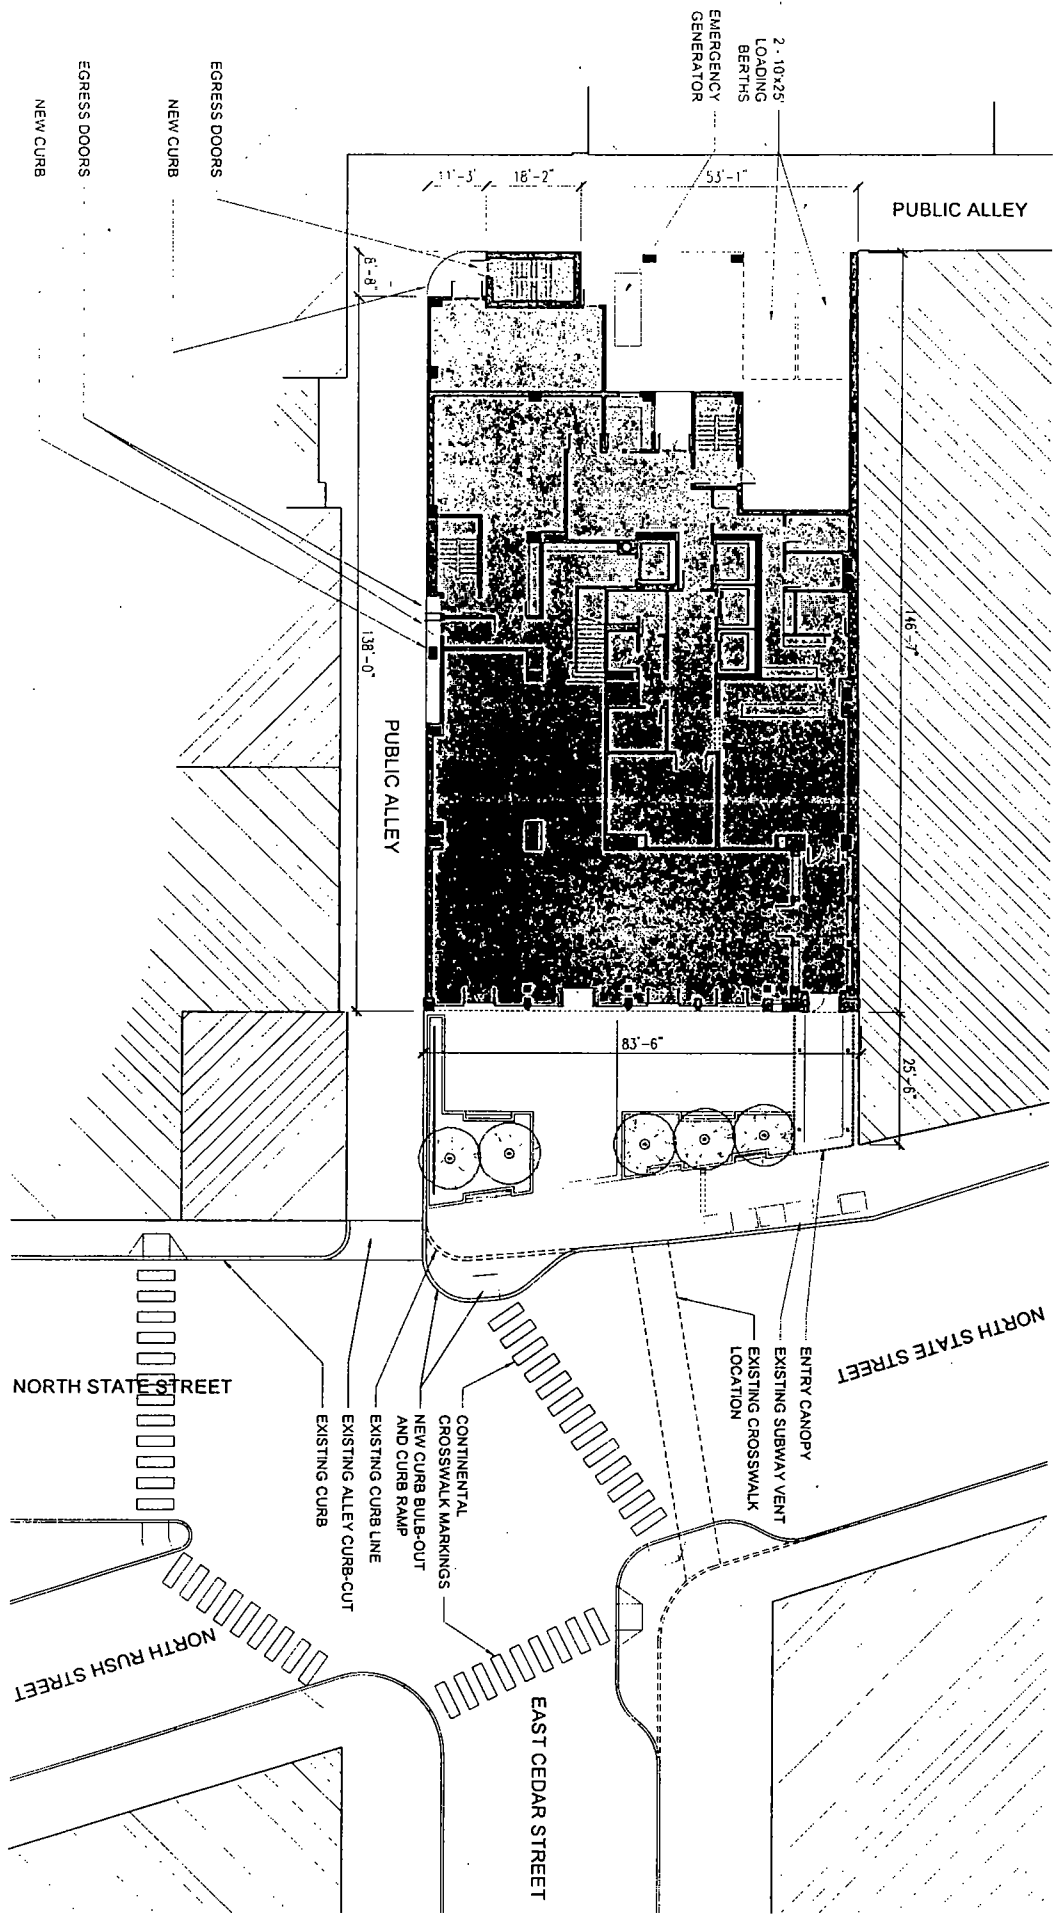 2 - 10'x25'
LOADING
BERTHS
EMERGENCY
GENERATOR
EGRESS DOORS
NEW CURB
EGRESS DOORS
NEW CURB
11'-3"
18'-2"
53'-1"
PUBLIC ALLEY
138'-0"
146'-7"
PUBLIC ALLEY
83'-6"
25'-6"
NORTH STATE STREET
ENTRY CANOPY
EXISTING SUBWAY VENT
EXISTING CROSSWALK
LOCATION
CONTINENTAL
CROSSWALK MARKINGS
NEW CURB BULB-OUT
AND CURB RAMP
EXISTING CURB LINE
EXISTING ALLEY CURB-CUT
EXISTING CURB
NORTH STATE STREET
NORTH RUSH STREET
EAST CEDAR STREET